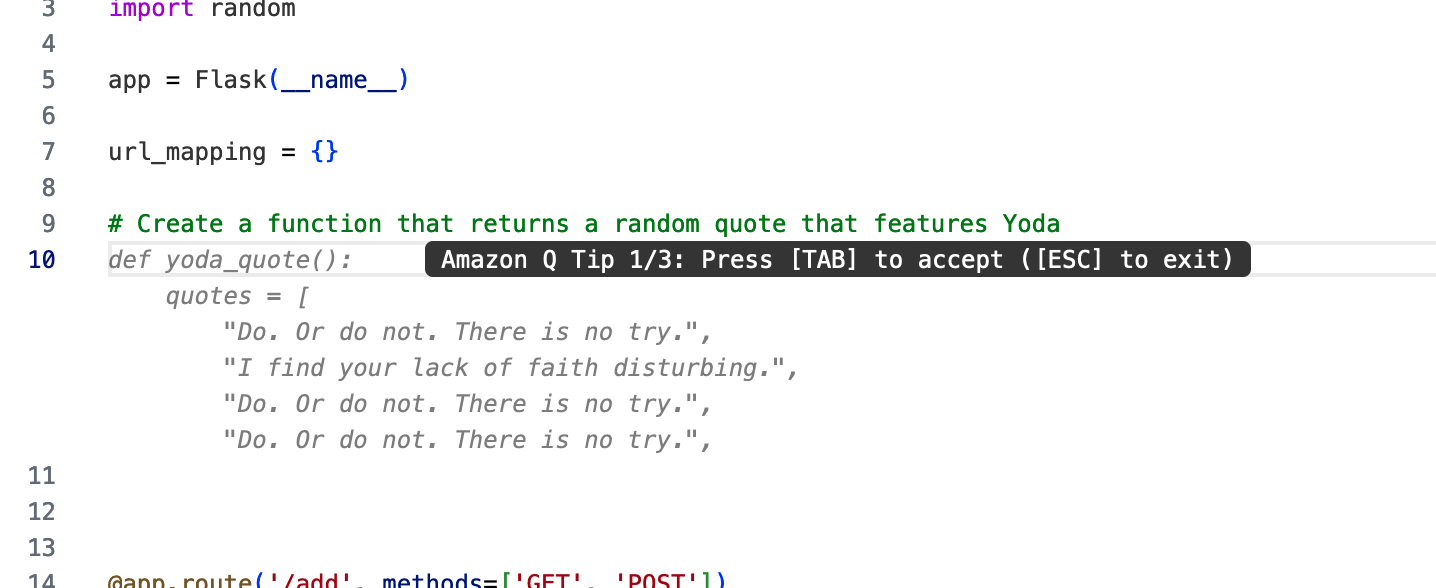 3 import random
4
5 app = Flask(__name__)
6
7 url_mapping = {}
8
9 # Create a function that returns a random quote that features Yoda
10 def yoda_quote(): Amazon Q Tip 1/3: Press [TAB] to accept ([ESC] to exit)
quotes = [
"Do. Or do not. There is no try.",
"I find your lack of faith disturbing.",
"Do. Or do not. There is no try.",
"Do. Or do not. There is no try.",
11
12
13
14 @app.route('/add', methods=['GET', 'POST'])